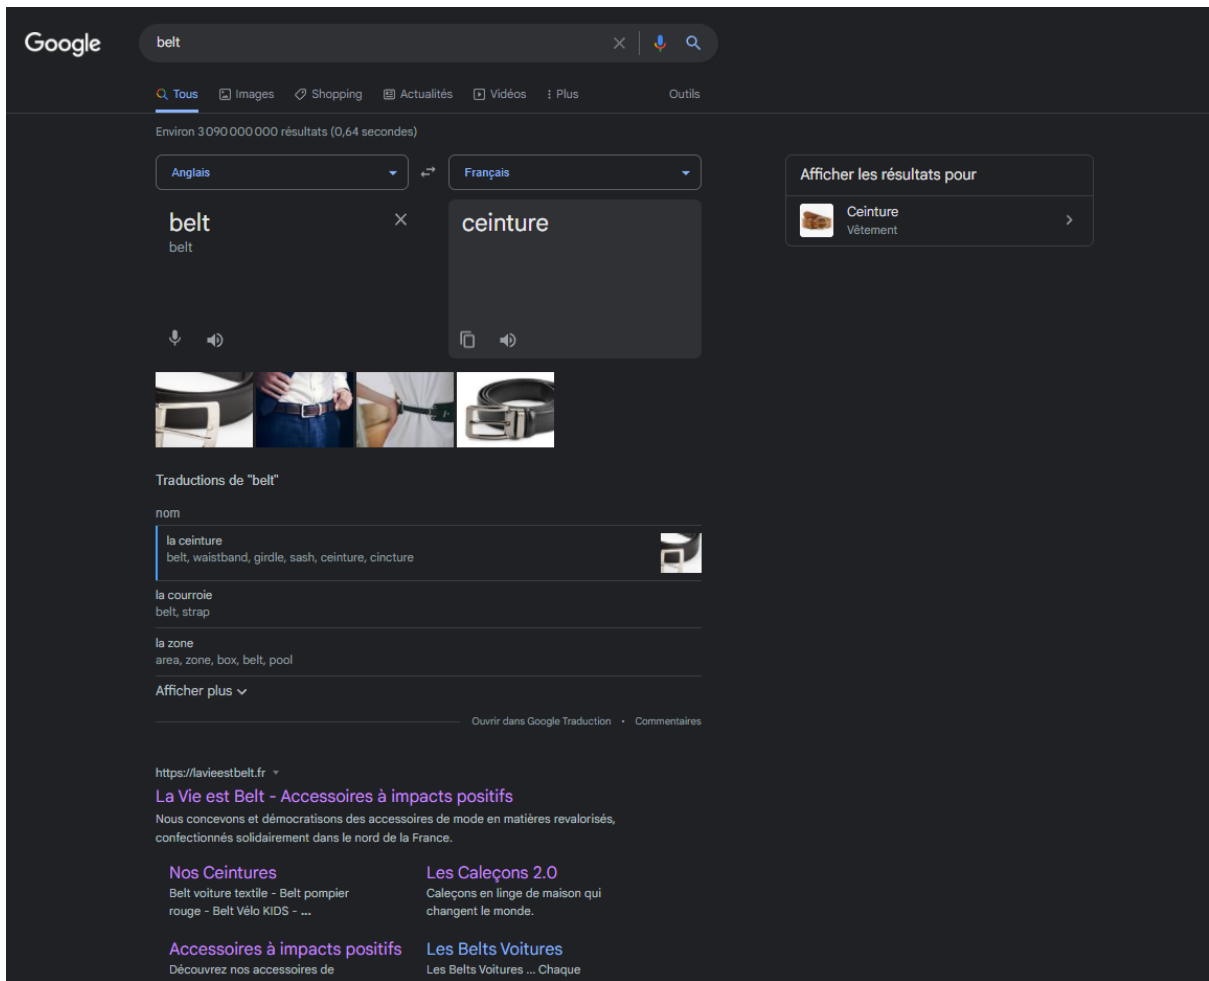 Google
belt
Tous Images Shopping Actualités Vidéos Plus Outils
Environ 3 090 000 000 résultats (0,64 secondes)
Anglais Français
belt
belt
ceinture
Afficher les résultats pour
Ceinture
Vêtement
Traductions de "belt"
nom
la ceinture
belt, waistband, girdle, sash, ceinture, cincture
la courroie
belt, strap
la zone
area, zone, box, belt, pool
Afficher plus
Ouvrir dans Google Traduction • Commentaires
https://lavieestbelt.fr
La Vie est Belt - Accessoires à impacts positifs
Nous concevons et démocratisons des accessoires de mode en matières revalorisés,
confectionnés solidairement dans le nord de la France.
Nos Ceintures
Belt voiture textile - Belt pompier
rouge - Belt Vélo KIDS - ...
Les Caleçons 2.0
Caleçons en linge de maison qui
changent le monde.
Accessoires à impacts positifs
Découvrez nos accessoires de
Les Belts Voitures
Les Belts Voitures ... Chaque